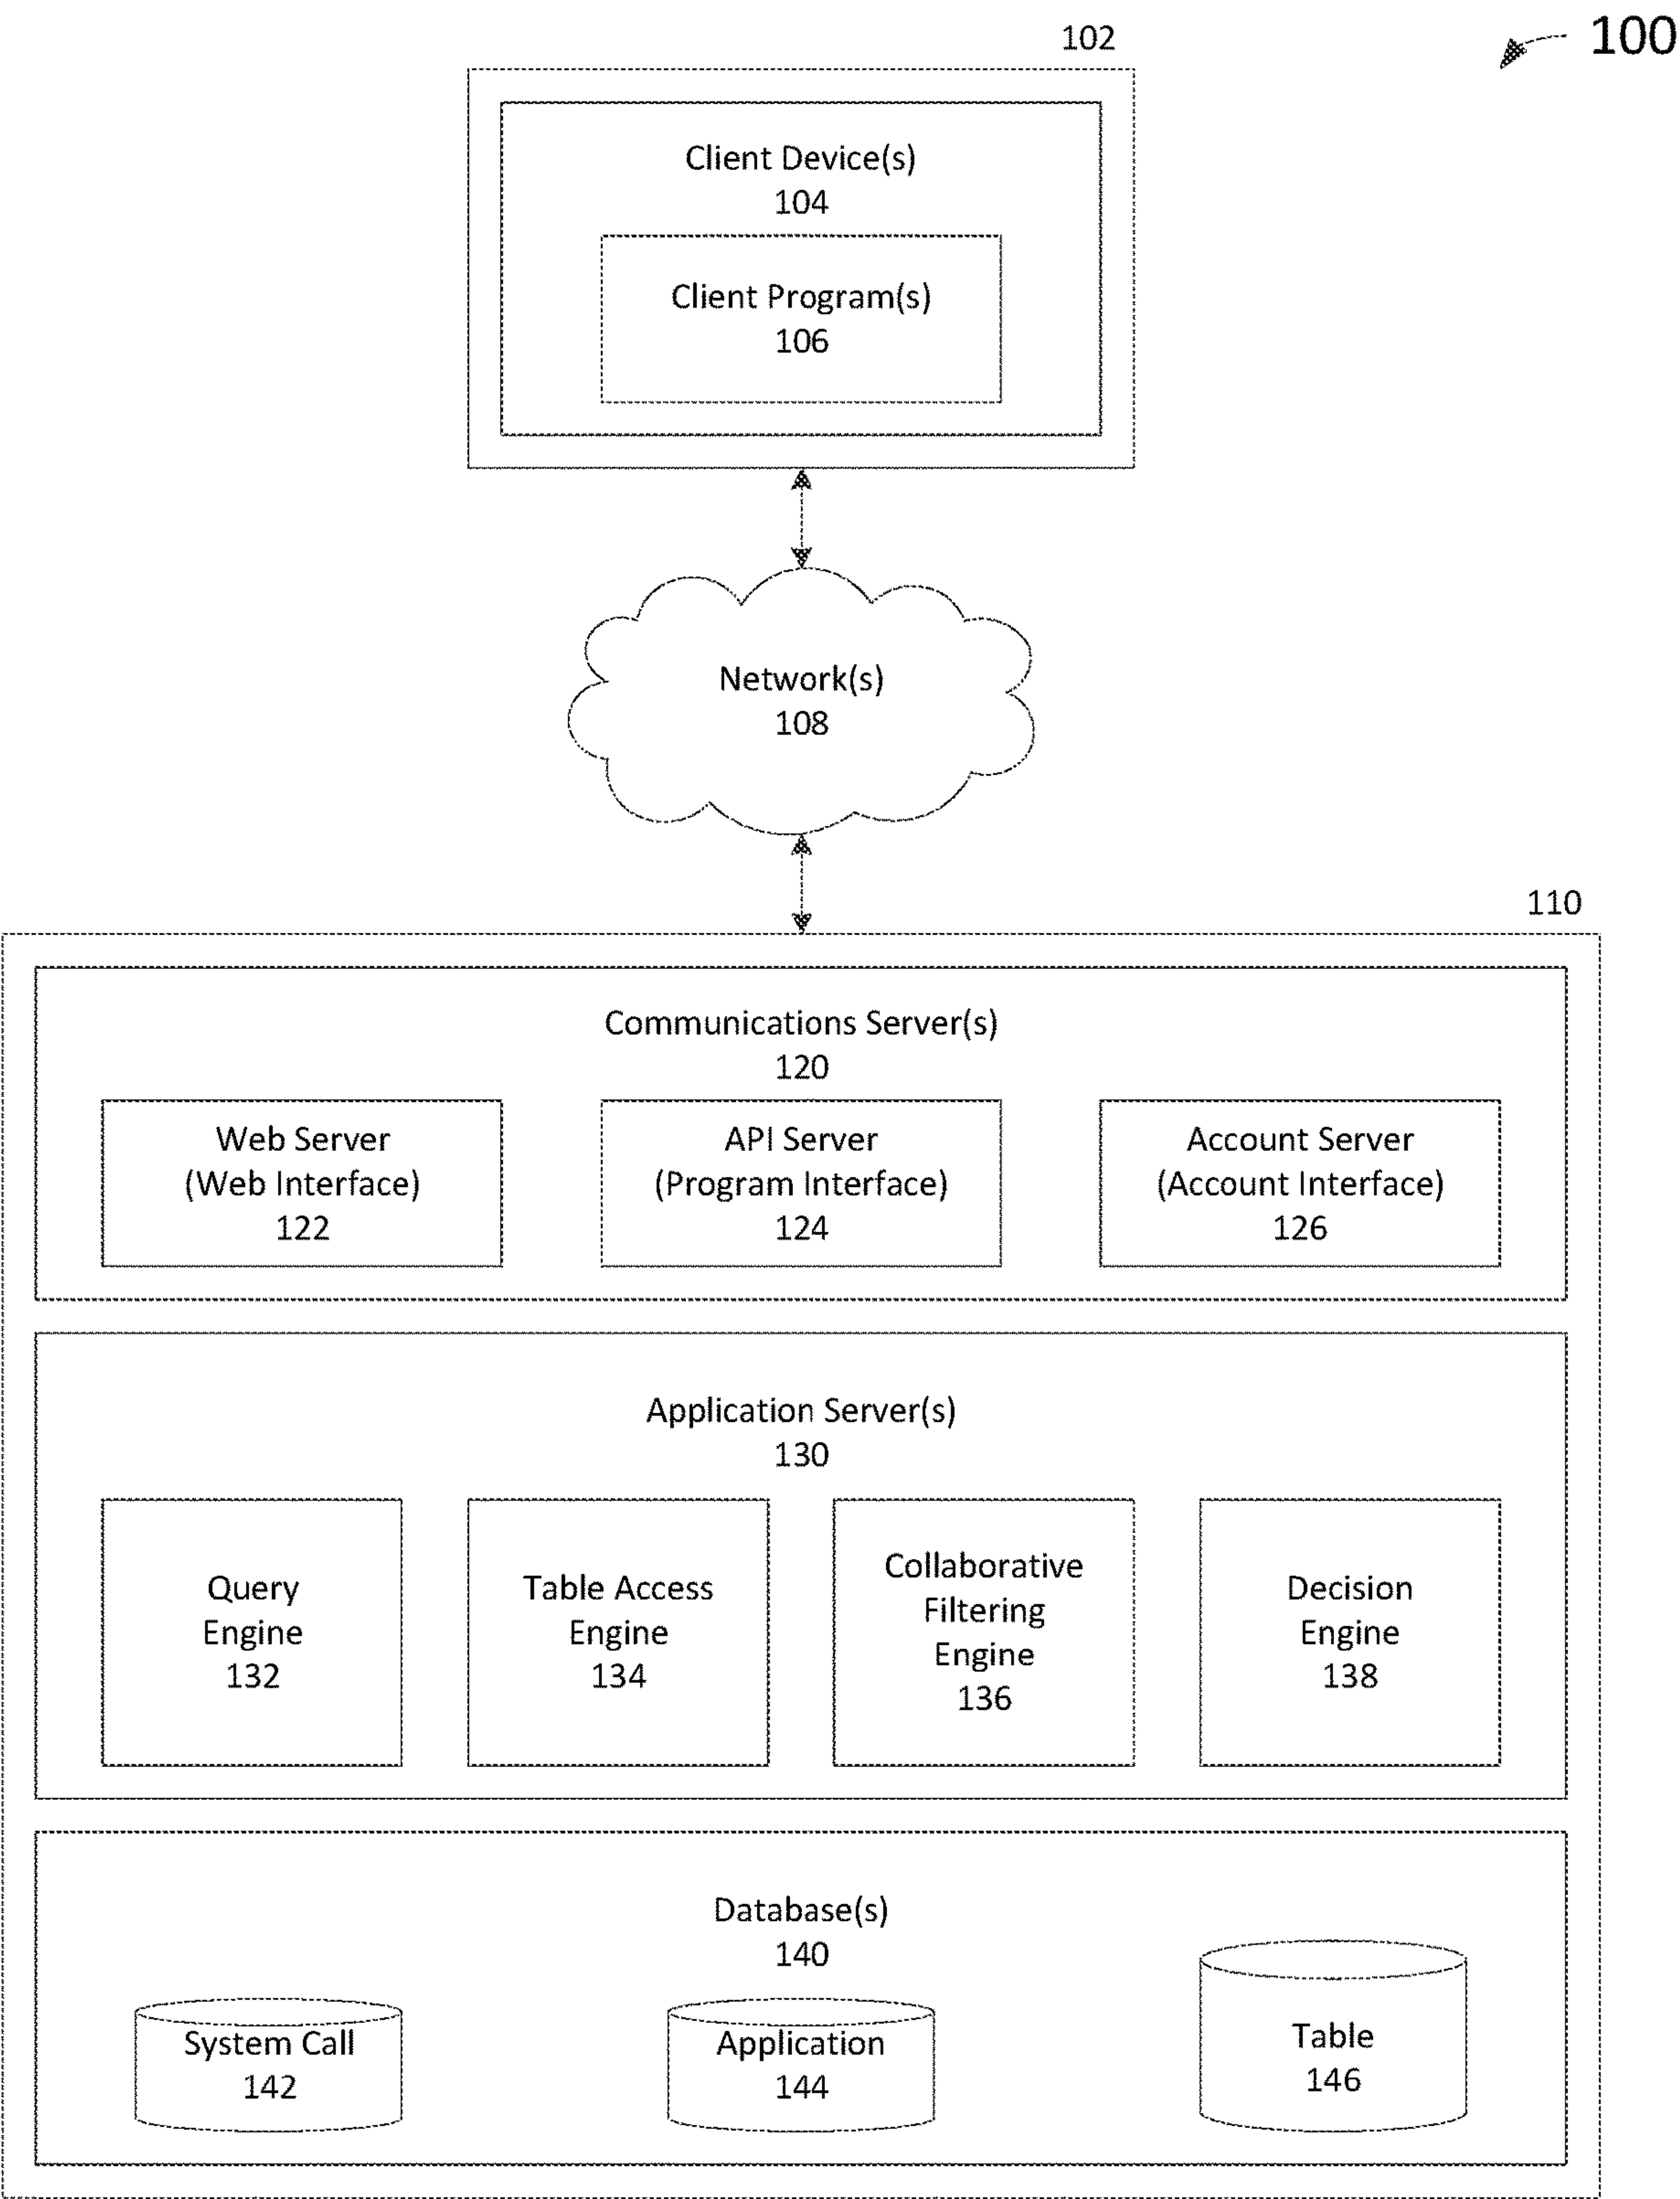 100
102
Client Device(s)
104
Client Program(s)
106
Network(s)
108
110
Communications Server(s)
120
Web Server
(Web Interface)
122
API Server
(Program Interface)
124
Account Server
(Account Interface)
126
Application Server(s)
130
Query
Engine
132
Table Access
Engine
134
Collaborative
Filtering
Engine
136
Decision
Engine
138
Database(s)
140
System Call
142
Application
144
Table
146